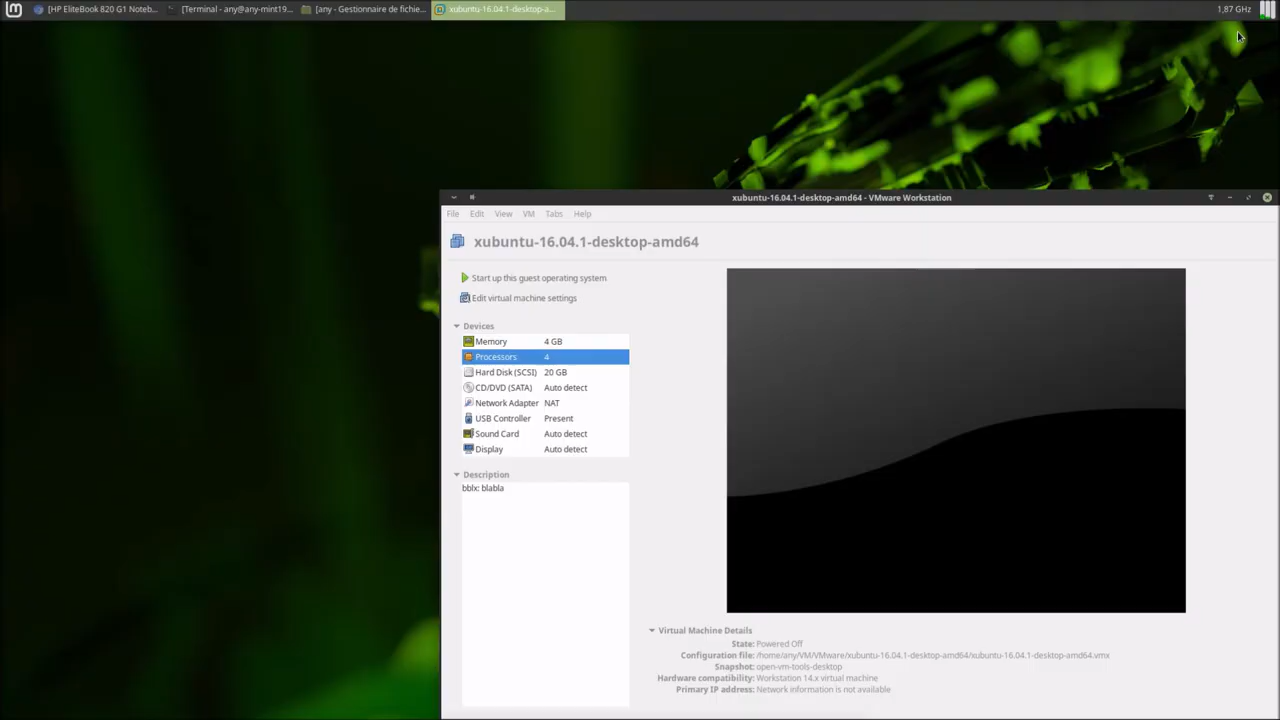 [HP EliteBook 820 G1 Noteb... [Terminal - any@any-mint19... [any - Gestionnaire de fichie... xubuntu-16.04.1-desktop-a... 1,87 GHz
xubuntu-16.04.1-desktop-amd64 - VMware Workstation
File Edit View VM Tabs Help
xubuntu-16.04.1-desktop-amd64
Start up this guest operating system
Edit virtual machine settings
Devices
Memory 4 GB
Processors 4
Hard Disk (SCSI) 20 GB
CD/DVD (SATA) Auto detect
Network Adapter NAT
USB Controller Present
Sound Card Auto detect
Display Auto detect
Description
bblx: blabla
Virtual Machine Details
State: Powered Off
Configuration file: /home/any/VM/VMware/xubuntu-16.04.1-desktop-amd64/xubuntu-16.04.1-desktop-amd64.vmx
Snapshot: open-vm-tools-desktop
Hardware compatibility: Workstation 14.x virtual machine
Primary IP address: Network information is not available